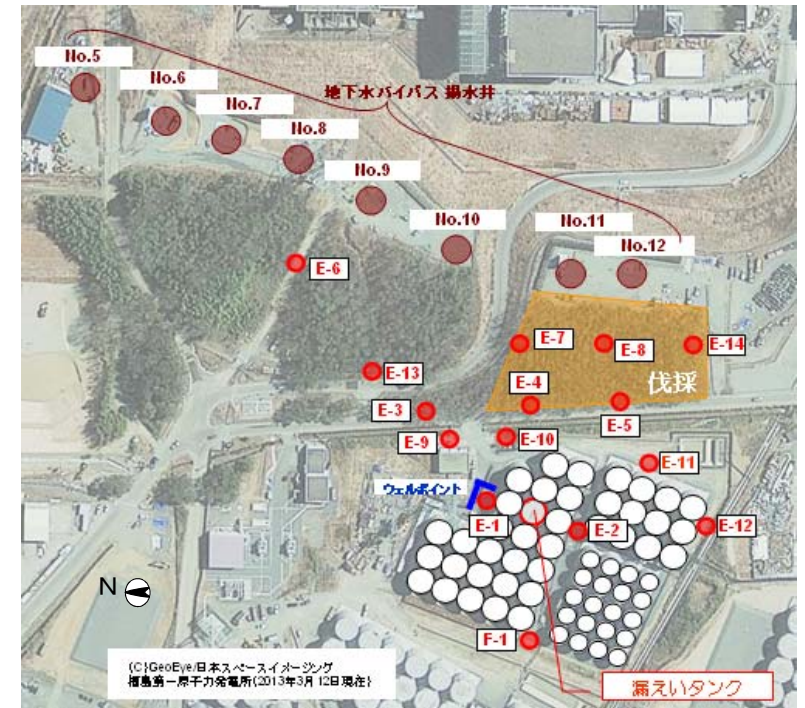 No.5
No.6
No.7
地下水バイパス 揚水井
No.8
No.9
No.10
No.11
No.12
E-6
E-7
E-8
E-14
E-13
伐採
E-4
E-3
E-5
E-9
E-10
E-11
ウェルポイント
E-1
E-2
E-12
N
F-1
(C)GeoEye/日本スペースイメージング
福島第一原子力発電所(2013年3月12日現在)
漏えいタンク